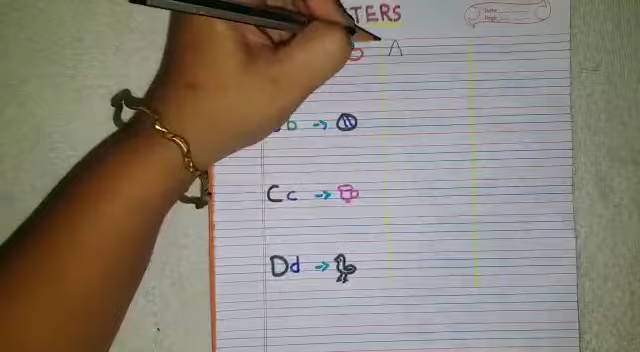 TERS
A
b →
Cc →
Dd →